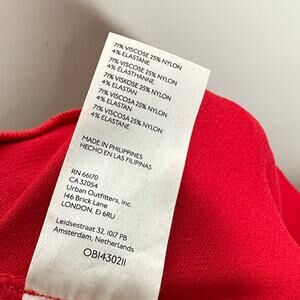 71% VISCOSE 25% NYLON
4% ELASTANE
71% VISCOSE 25% NYLON
4% ELASTHANNE
71% VISKOSE 25% NYLON
4% ELASTAN
71% VISCOSA 25% NYLON
4% ELASTAN
71% VISCOSA 25% NYLON
4% ELASTANE
MADE IN PHILIPPINES
HECHO EN LAS FILIPINAS
RN 66170
CA 32054
Urban Outfitters, Inc.
146 Brick Lane
LONDON, E1 6RU
Leidsestraat 32, 1017 PB
Amsterdam, Netherlands
OB1430211